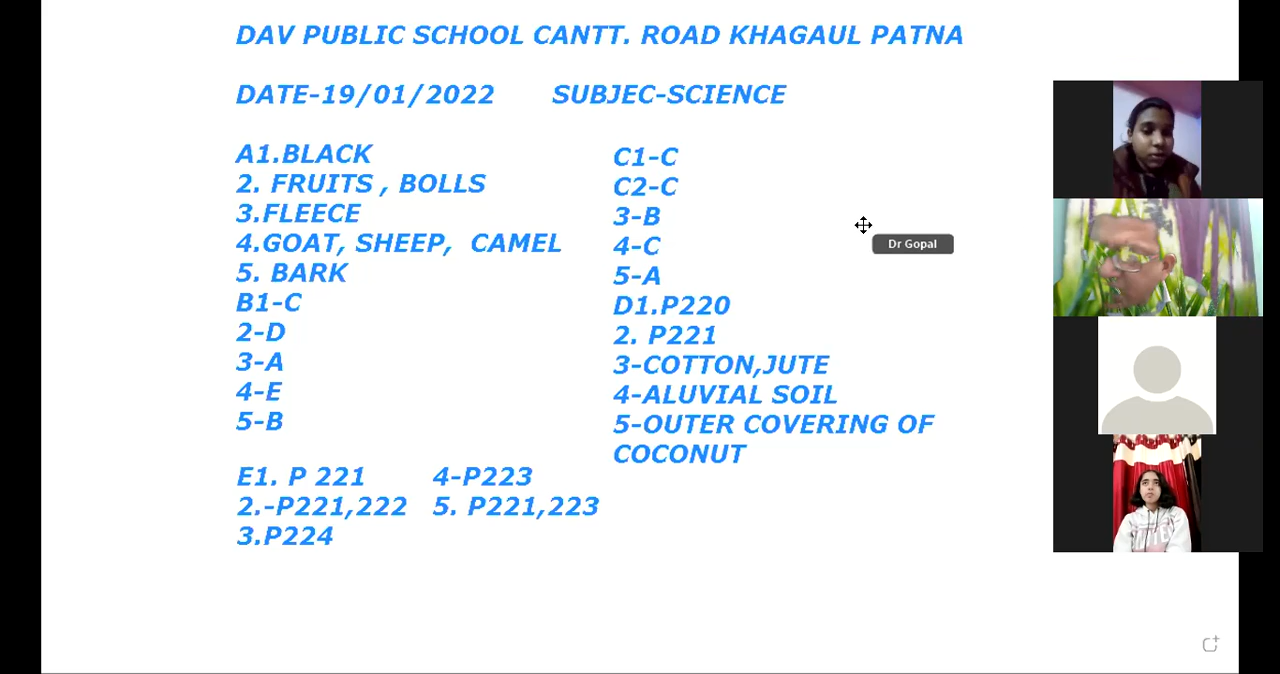 DAV PUBLIC SCHOOL CANTT. ROAD KHAGAUL PATNA
DATE-19/01/2022 SUBJEC-SCIENCE
A1.BLACK
2. FRUITS , BOLLS
3.FLEECE
4.GOAT, SHEEP, CAMEL
5. BARK
B1-C
2-D
3-A
4-E
5-B
C1-C
C2-C
3-B
4-C
5-A
D1.P220
2. P221
3-COTTON,JUTE
4-ALUVIAL SOIL
5-OUTER COVERING OF
COCONUT
E1. P 221 4-P223
2.-P221,222 5. P221,223
3.P224
Dr Gopal